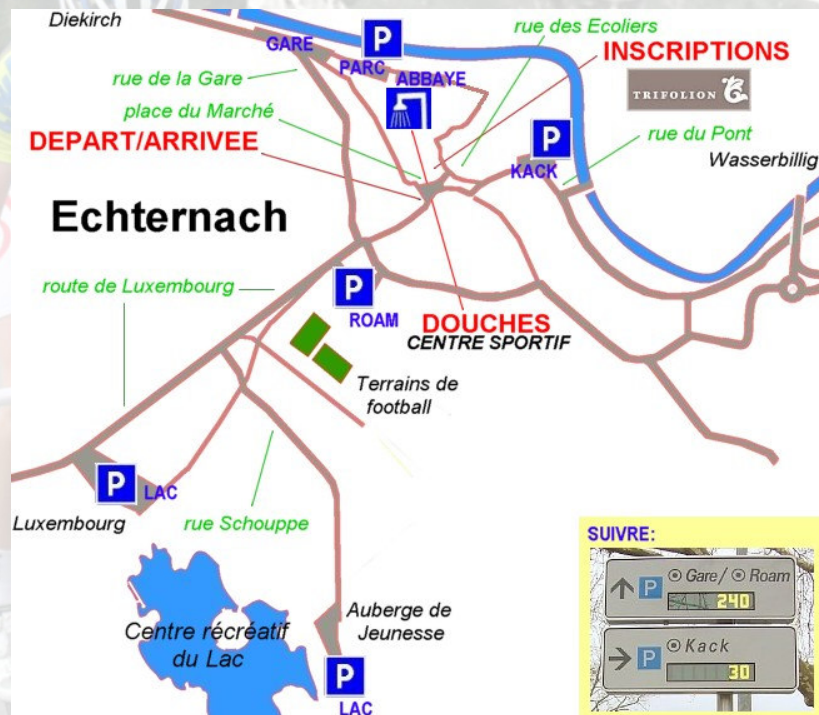 Diekirch
GARE
P
PARC
ABBAYE
rue des Ecoliers
INSCRIPTIONS
TRIFOLION
rue de la Gare
place du Marché
DEPART/ARRIVEE
P
KACK
rue du Pont
Wasserbillig
Echternach
route de Luxembourg
P
ROAM
DOUCHES
CENTRE SPORTIF
Terrains de
football
P
LAC
Luxembourg
rue Schouppe
Centre récréatif
du Lac
Auberge de
Jeunesse
P
LAC
SUIVRE:
P Gare/ Roam
240
P Kack
30